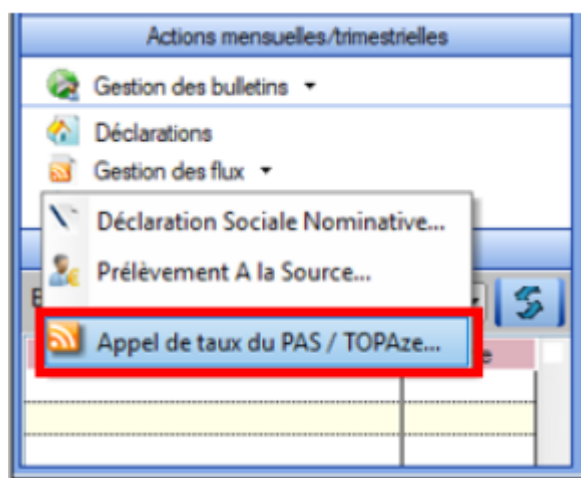 Actions mensuelles/trimestrielles
Gestion des bulletins
Déclarations
Gestion des flux
Déclaration Sociale Nominative...
Prélèvement A la Source...
Appel de taux du PAS / TOPAze...